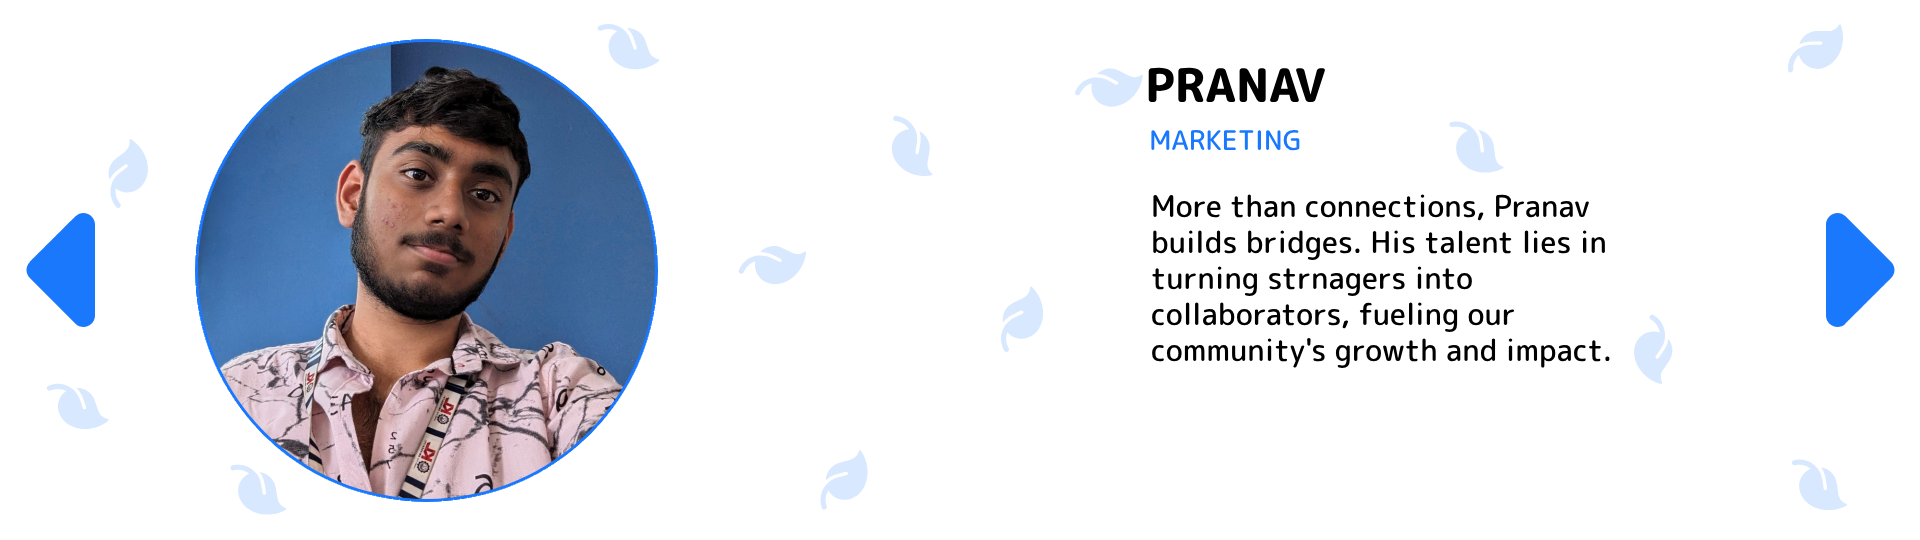 PRANAV
MARKETING
More than connections, Pranav
builds bridges. His talent lies in
turning strnagers into
collaborators, fueling our
community's growth and impact.